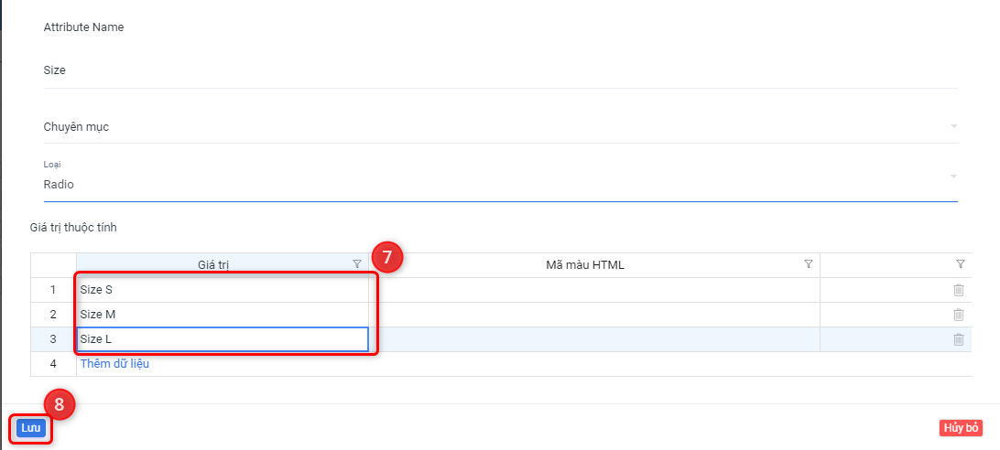 Attribute Name
Size
Chuyên mục
Loại
Radio
Giá trị thuộc tính
Giá trị Mã màu HTML
7
1 Size S
2 Size M
3 Size L
4 Thêm dữ liệu
8
Lưu Hủy bỏ